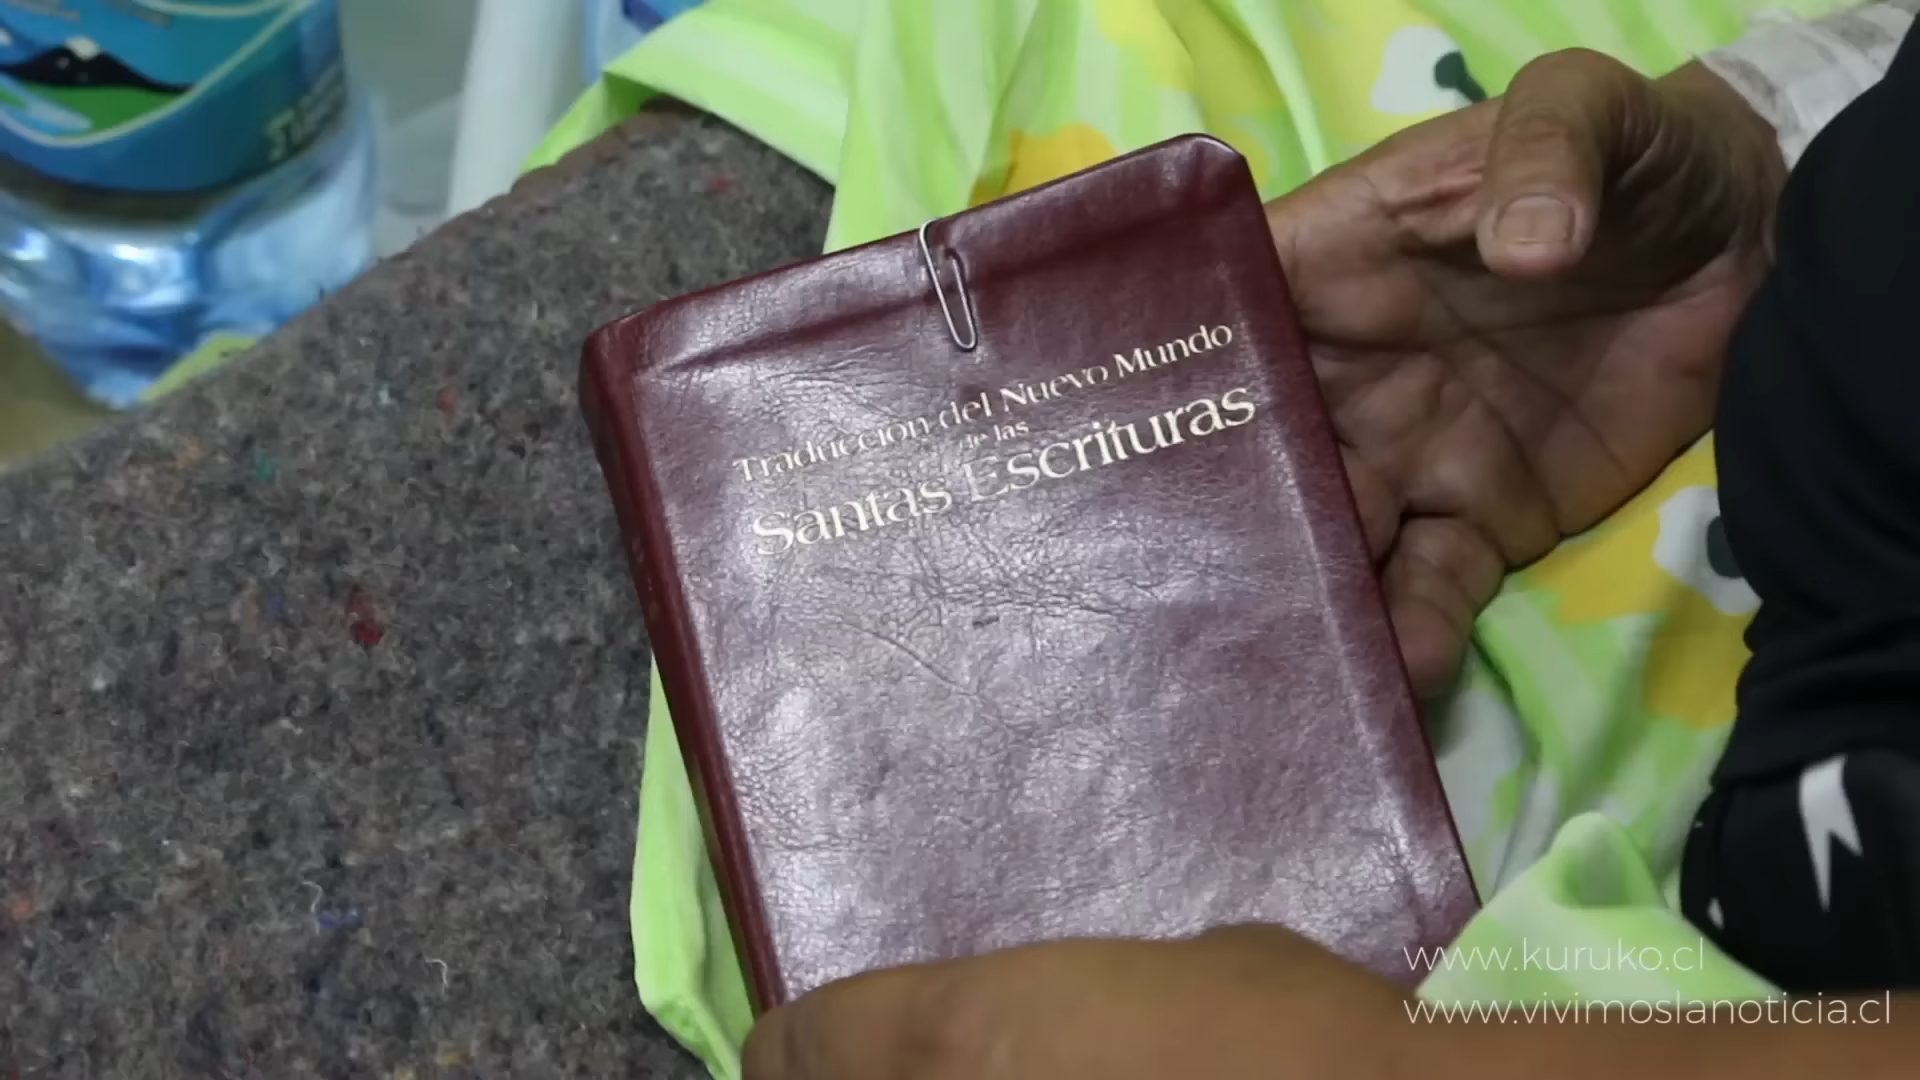 Traducción del Nuevo Mundo
de las
Santas Escrituras
www.kuruko.cl
www.vivimoslanoticia.cl